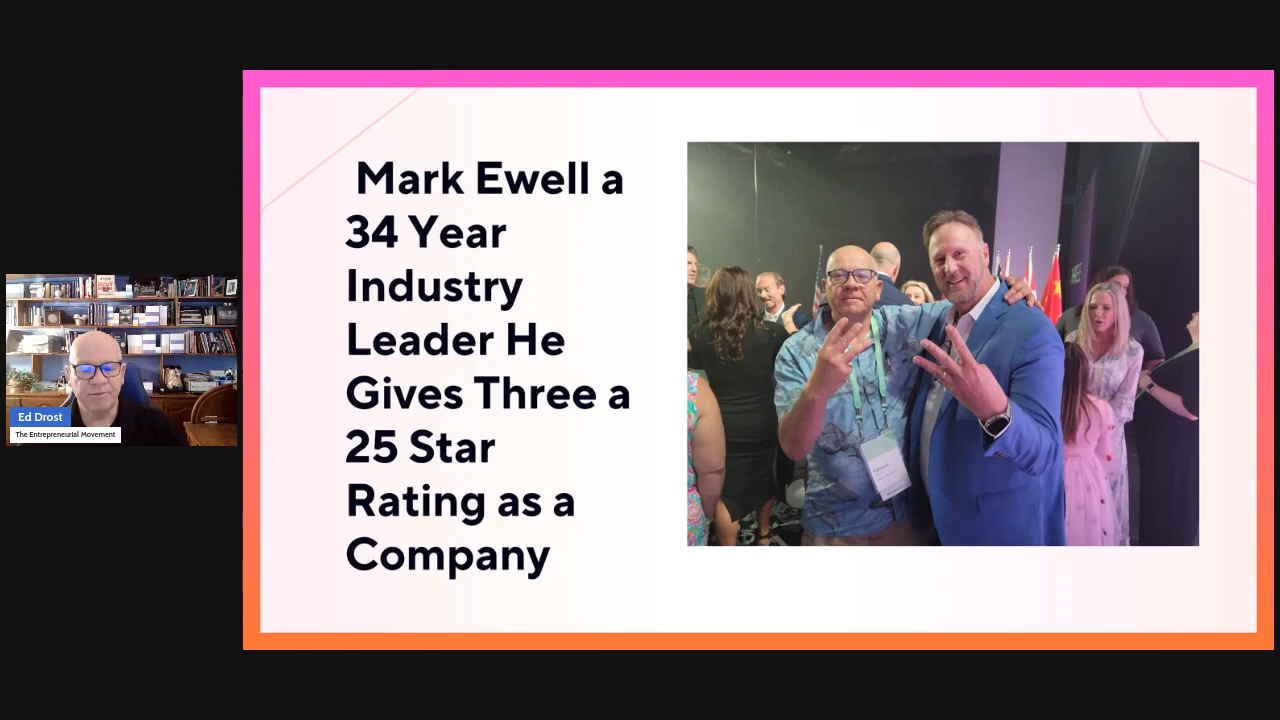 Mark Ewell a
34 Year
Industry
Leader He
Gives Three a
25 Star
Rating as a
Company
Ed Drost
The Entrepreneurial Movement